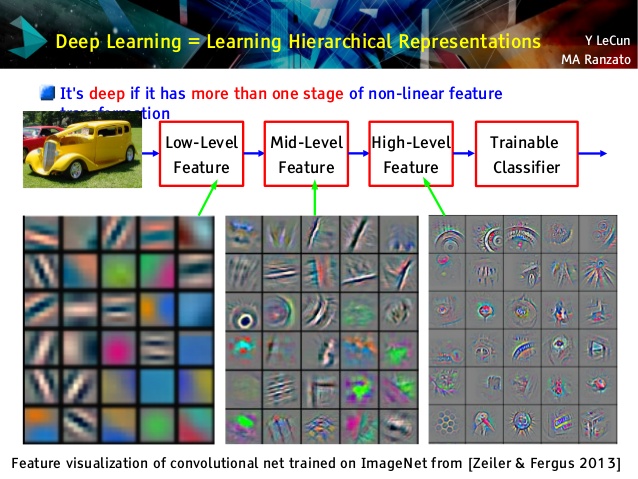 Deep Learning = Learning Hierarchical Representations
Y LeCun
MA Ranzato
It's deep if it has more than one stage of non-linear feature
transformation
Low-Level
Feature
Mid-Level
Feature
High-Level
Feature
Trainable
Classifier
Feature visualization of convolutional net trained on ImageNet from [Zeiler & Fergus 2013]